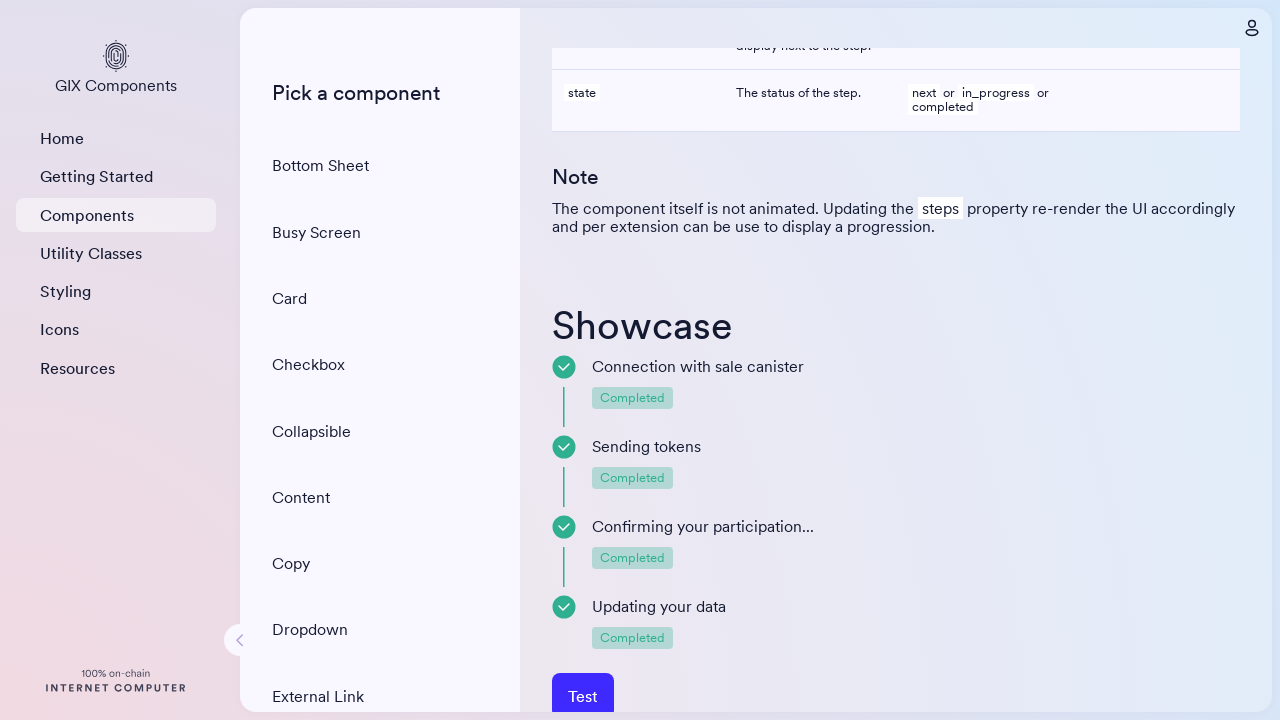 GIX Components
Home
Getting Started
Components
Utility Classes
Styling
Icons
Resources
100% on-chain
INTERNET COMPUTER
Pick a component
Bottom Sheet
Busy Screen
Card
Checkbox
Collapsible
Content
Copy
Dropdown
External Link
display next to the step.
state The status of the step. next or in_progress or
completed
Note
The component itself is not animated. Updating the steps property re-render the UI accordingly
and per extension can be use to display a progression.
Showcase
Connection with sale canister
Completed
Sending tokens
Completed
Confirming your participation...
Completed
Updating your data
Completed
Test